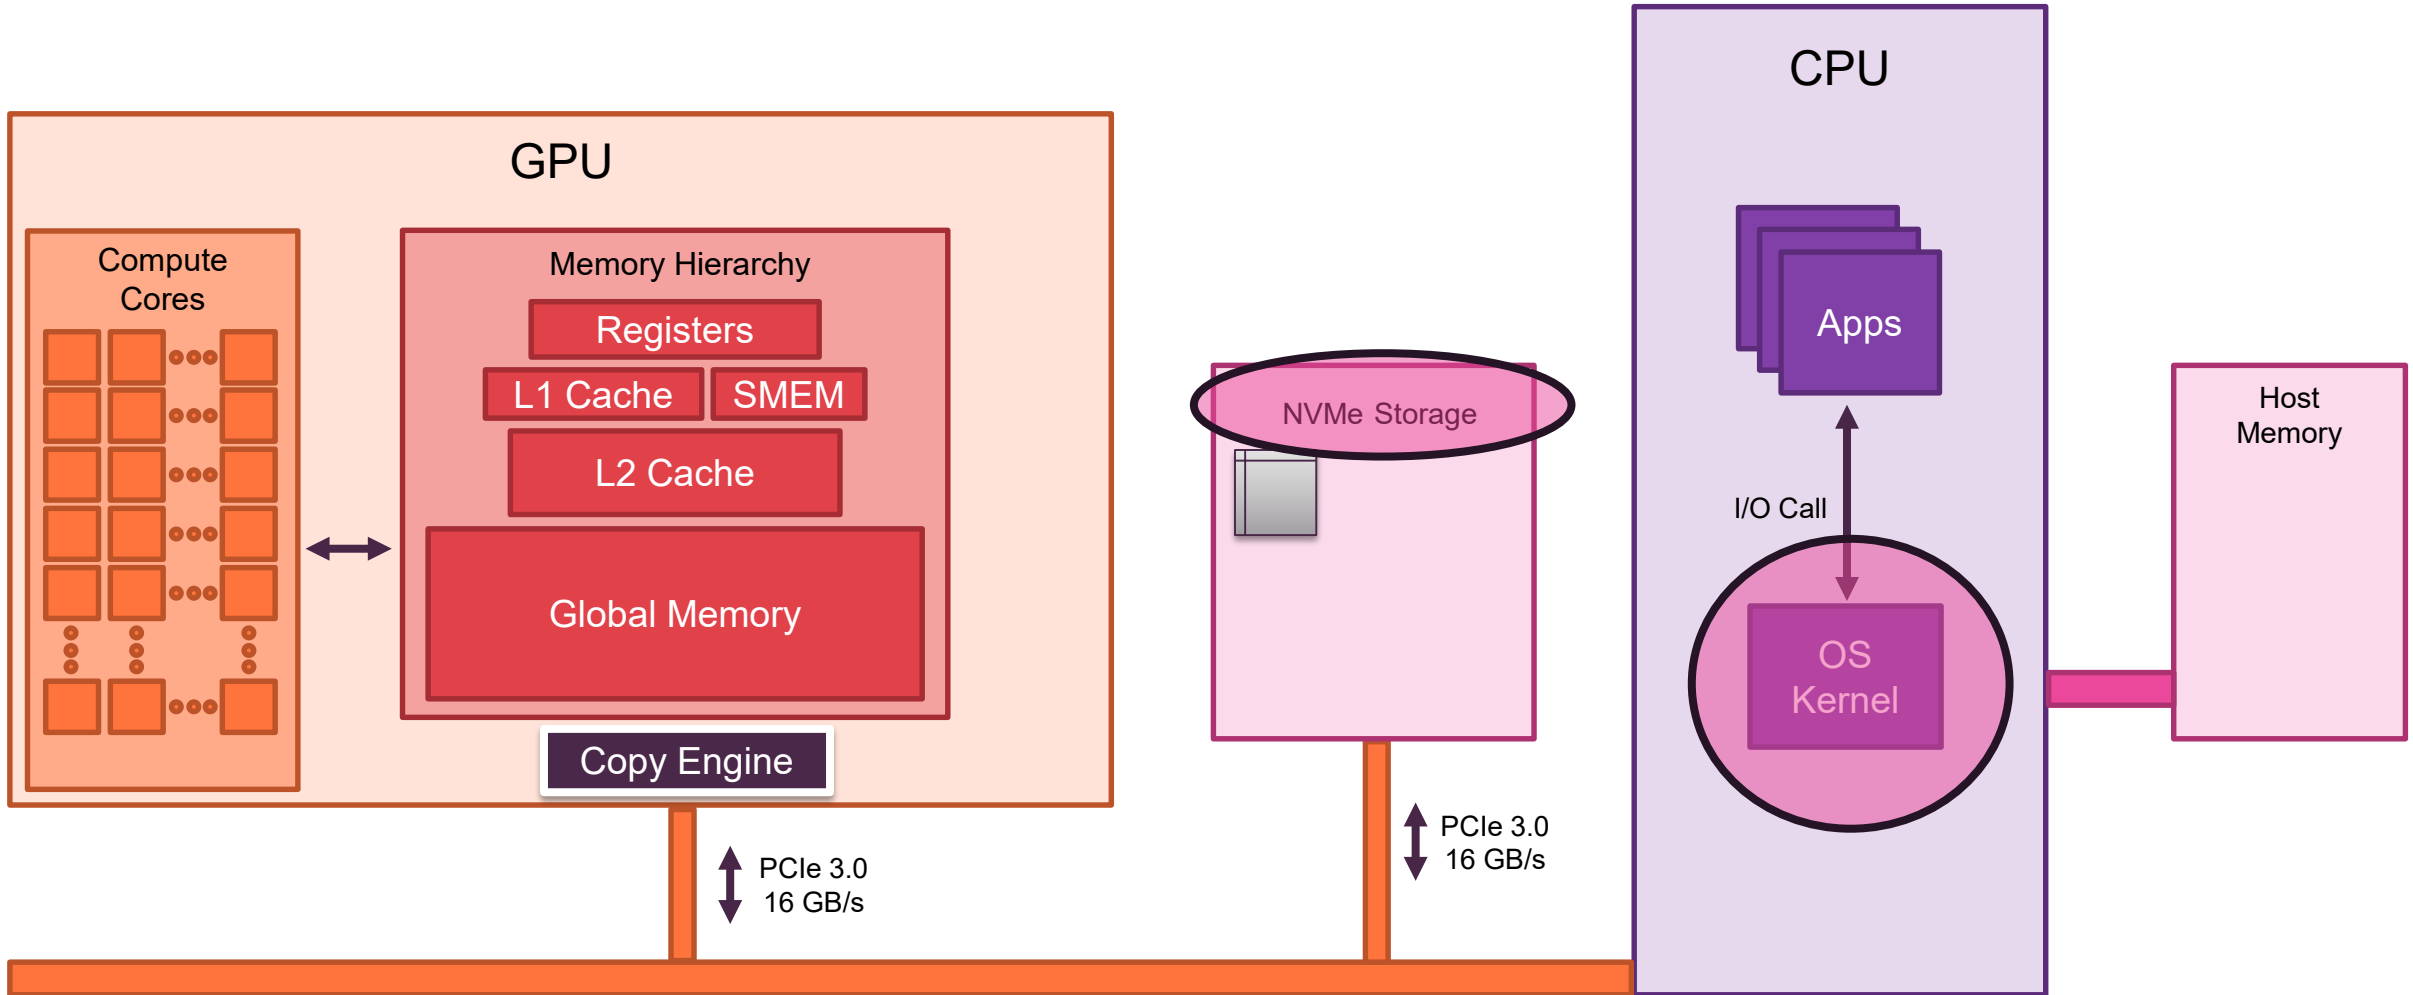 GPU
Compute
Cores
Memory Hierarchy
Registers
L1 Cache
SMEM
L2 Cache
Global Memory
Copy Engine
PCIe 3.0
16 GB/s
NVMe Storage
PCIe 3.0
16 GB/s
CPU
Apps
I/O Call
OS
Kernel
Host
Memory